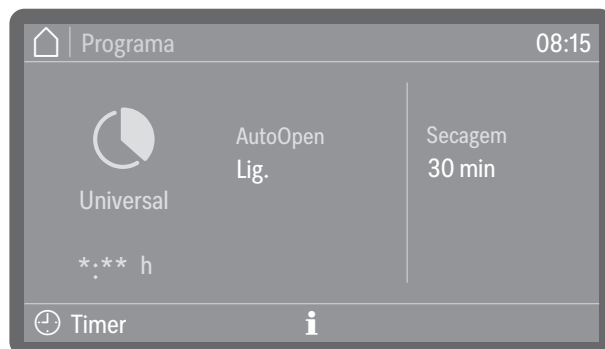 Programa 08:15
AutoOpen
Lig.
Secagem
30 min
Universal
*:** h
Timer i